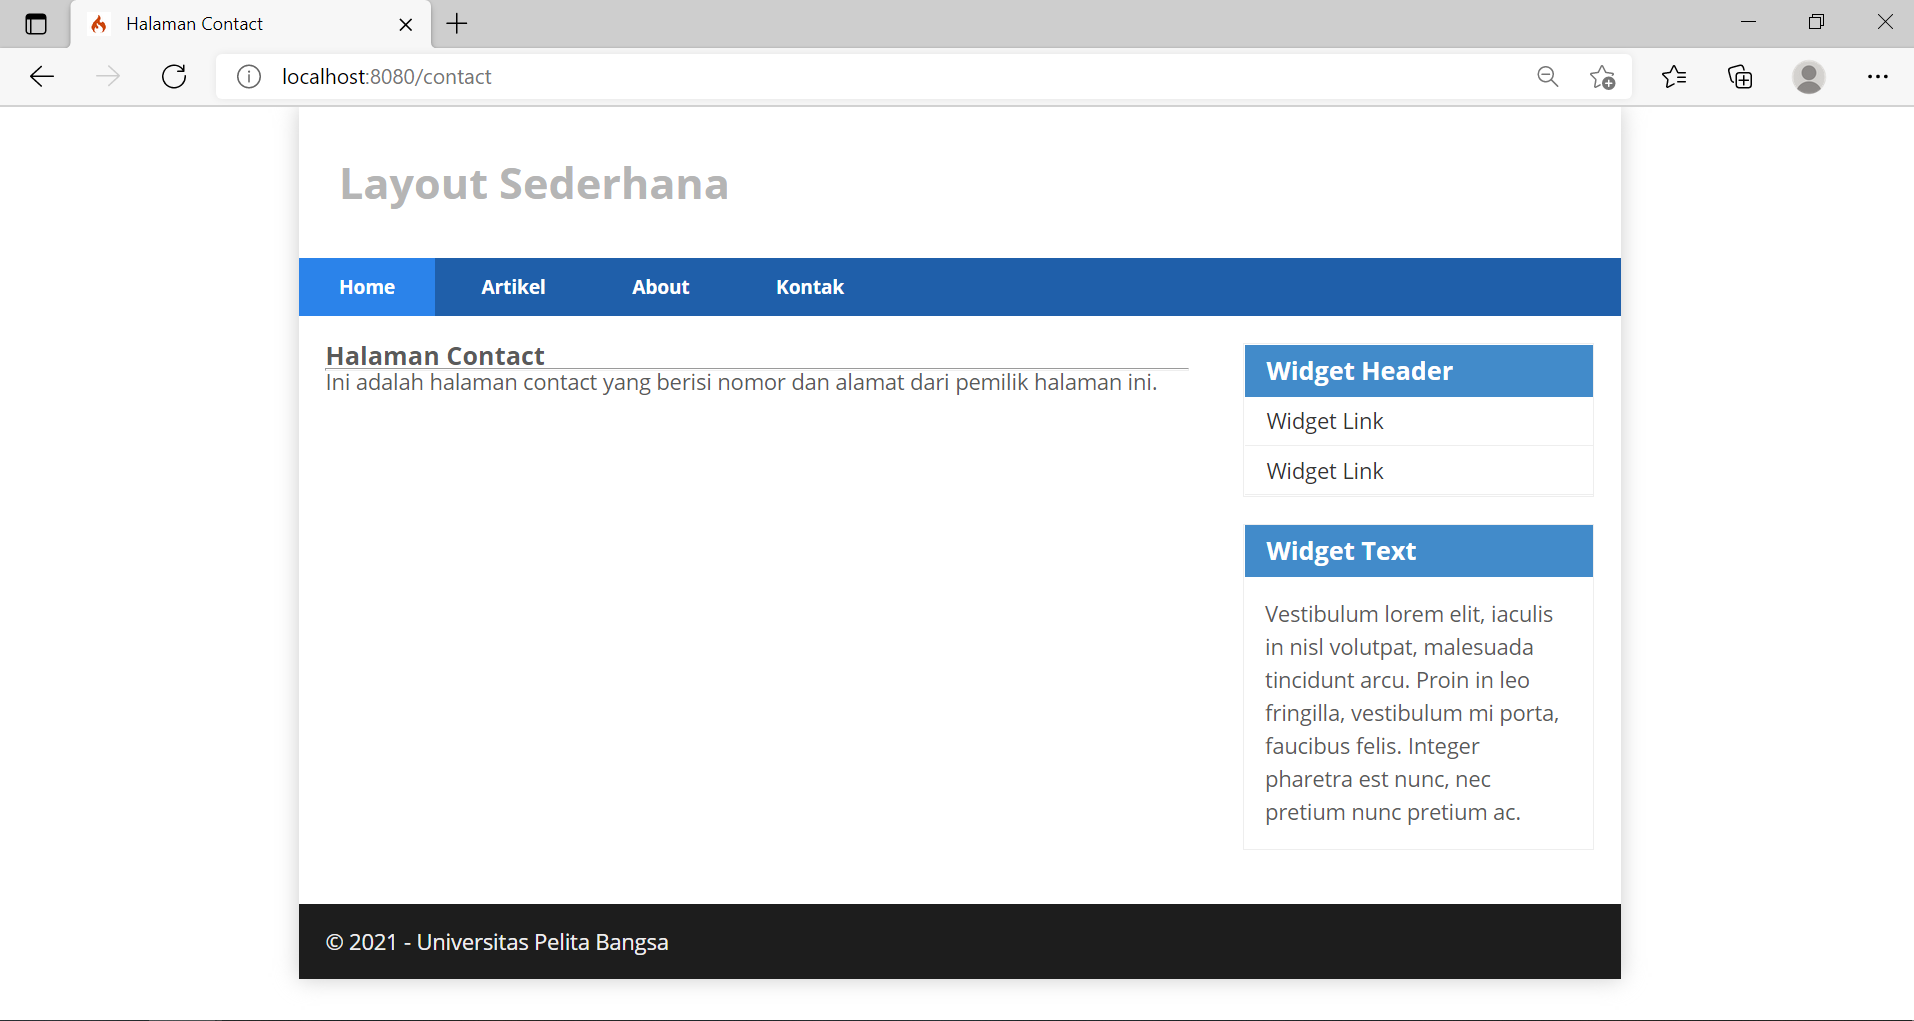 Halaman Contact
localhost:8080/contact
Layout Sederhana
Home Artikel About Kontak
Halaman Contact
Ini adalah halaman contact yang berisi nomor dan alamat dari pemilik halaman ini.
Widget Header
Widget Link
Widget Link
Widget Text
Vestibulum lorem elit, iaculis
in nisl volutpat, malesuada
tincidunt arcu. Proin in leo
fringilla, vestibulum mi porta,
faucibus felis. Integer
pharetra est nunc, nec
pretium nunc pretium ac.
© 2021 - Universitas Pelita Bangsa